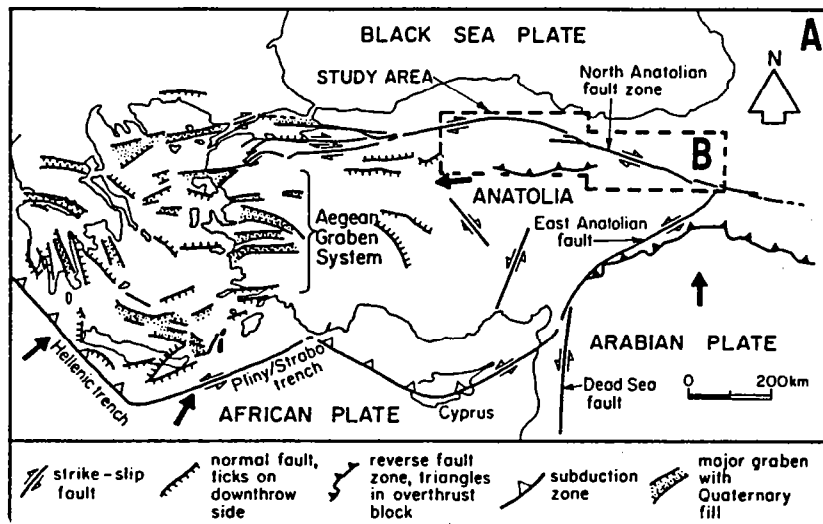 BLACK SEA PLATE
A
STUDY AREA
North Anatolian
fault zone
N
B
ANATOLIA
Aegean
Graben
System
East Anatolian
fault
Hellenic trench
Pliny/Strabo
trench
AFRICAN PLATE
Cyprus
ARABIAN PLATE
Dead Sea
fault
0 200km
strike-slip
fault
normal fault,
ticks on
downthrow
side
reverse fault
zone, triangles
in overthrust
block
subduction
zone
major graben
with
Quaternary
fill